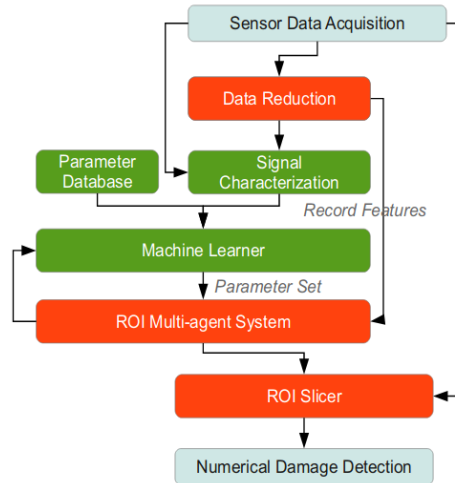 Sensor Data Acquisition
Data Reduction
Parameter
Database
Signal
Characterization
Record Features
Machine Learner
Parameter Set
ROI Multi-agent System
ROI Slicer
Numerical Damage Detection